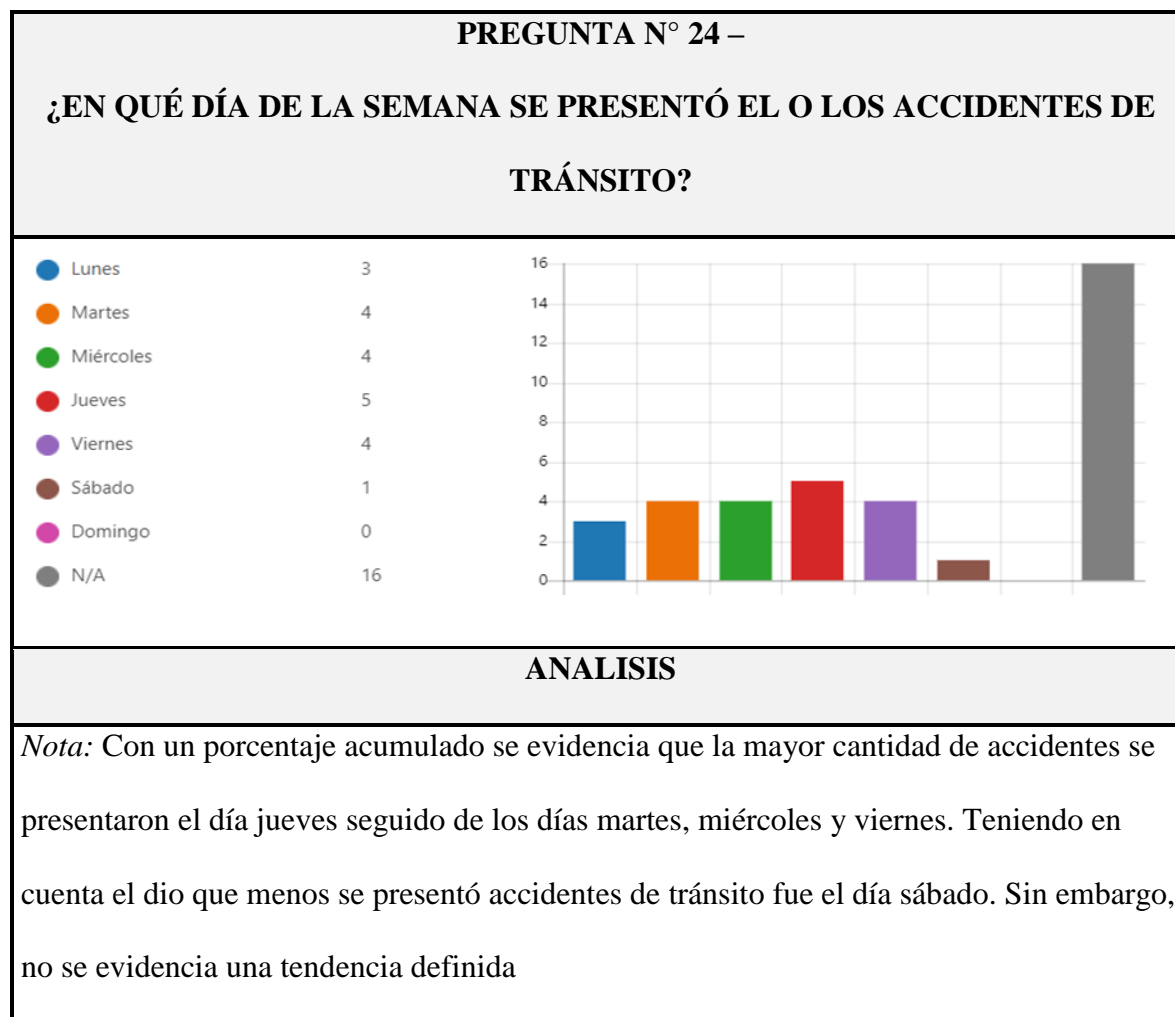 PREGUNTA N° 24 –
¿EN QUÉ DÍA DE LA SEMANA SE PRESENTÓ EL O LOS ACCIDENTES DE
TRÁNSITO?
Lunes 3
Martes 4
Miércoles 4
Jueves 5
Viernes 4
Sábado 1
Domingo 0
N/A 16
16
14
12
10
8
6
4
2
0
ANALISIS
Nota: Con un porcentaje acumulado se evidencia que la mayor cantidad de accidentes se
presentaron el día jueves seguido de los días martes, miércoles y viernes. Teniendo en
cuenta el dio que menos se presentó accidentes de tránsito fue el día sábado. Sin embargo,
no se evidencia una tendencia definida